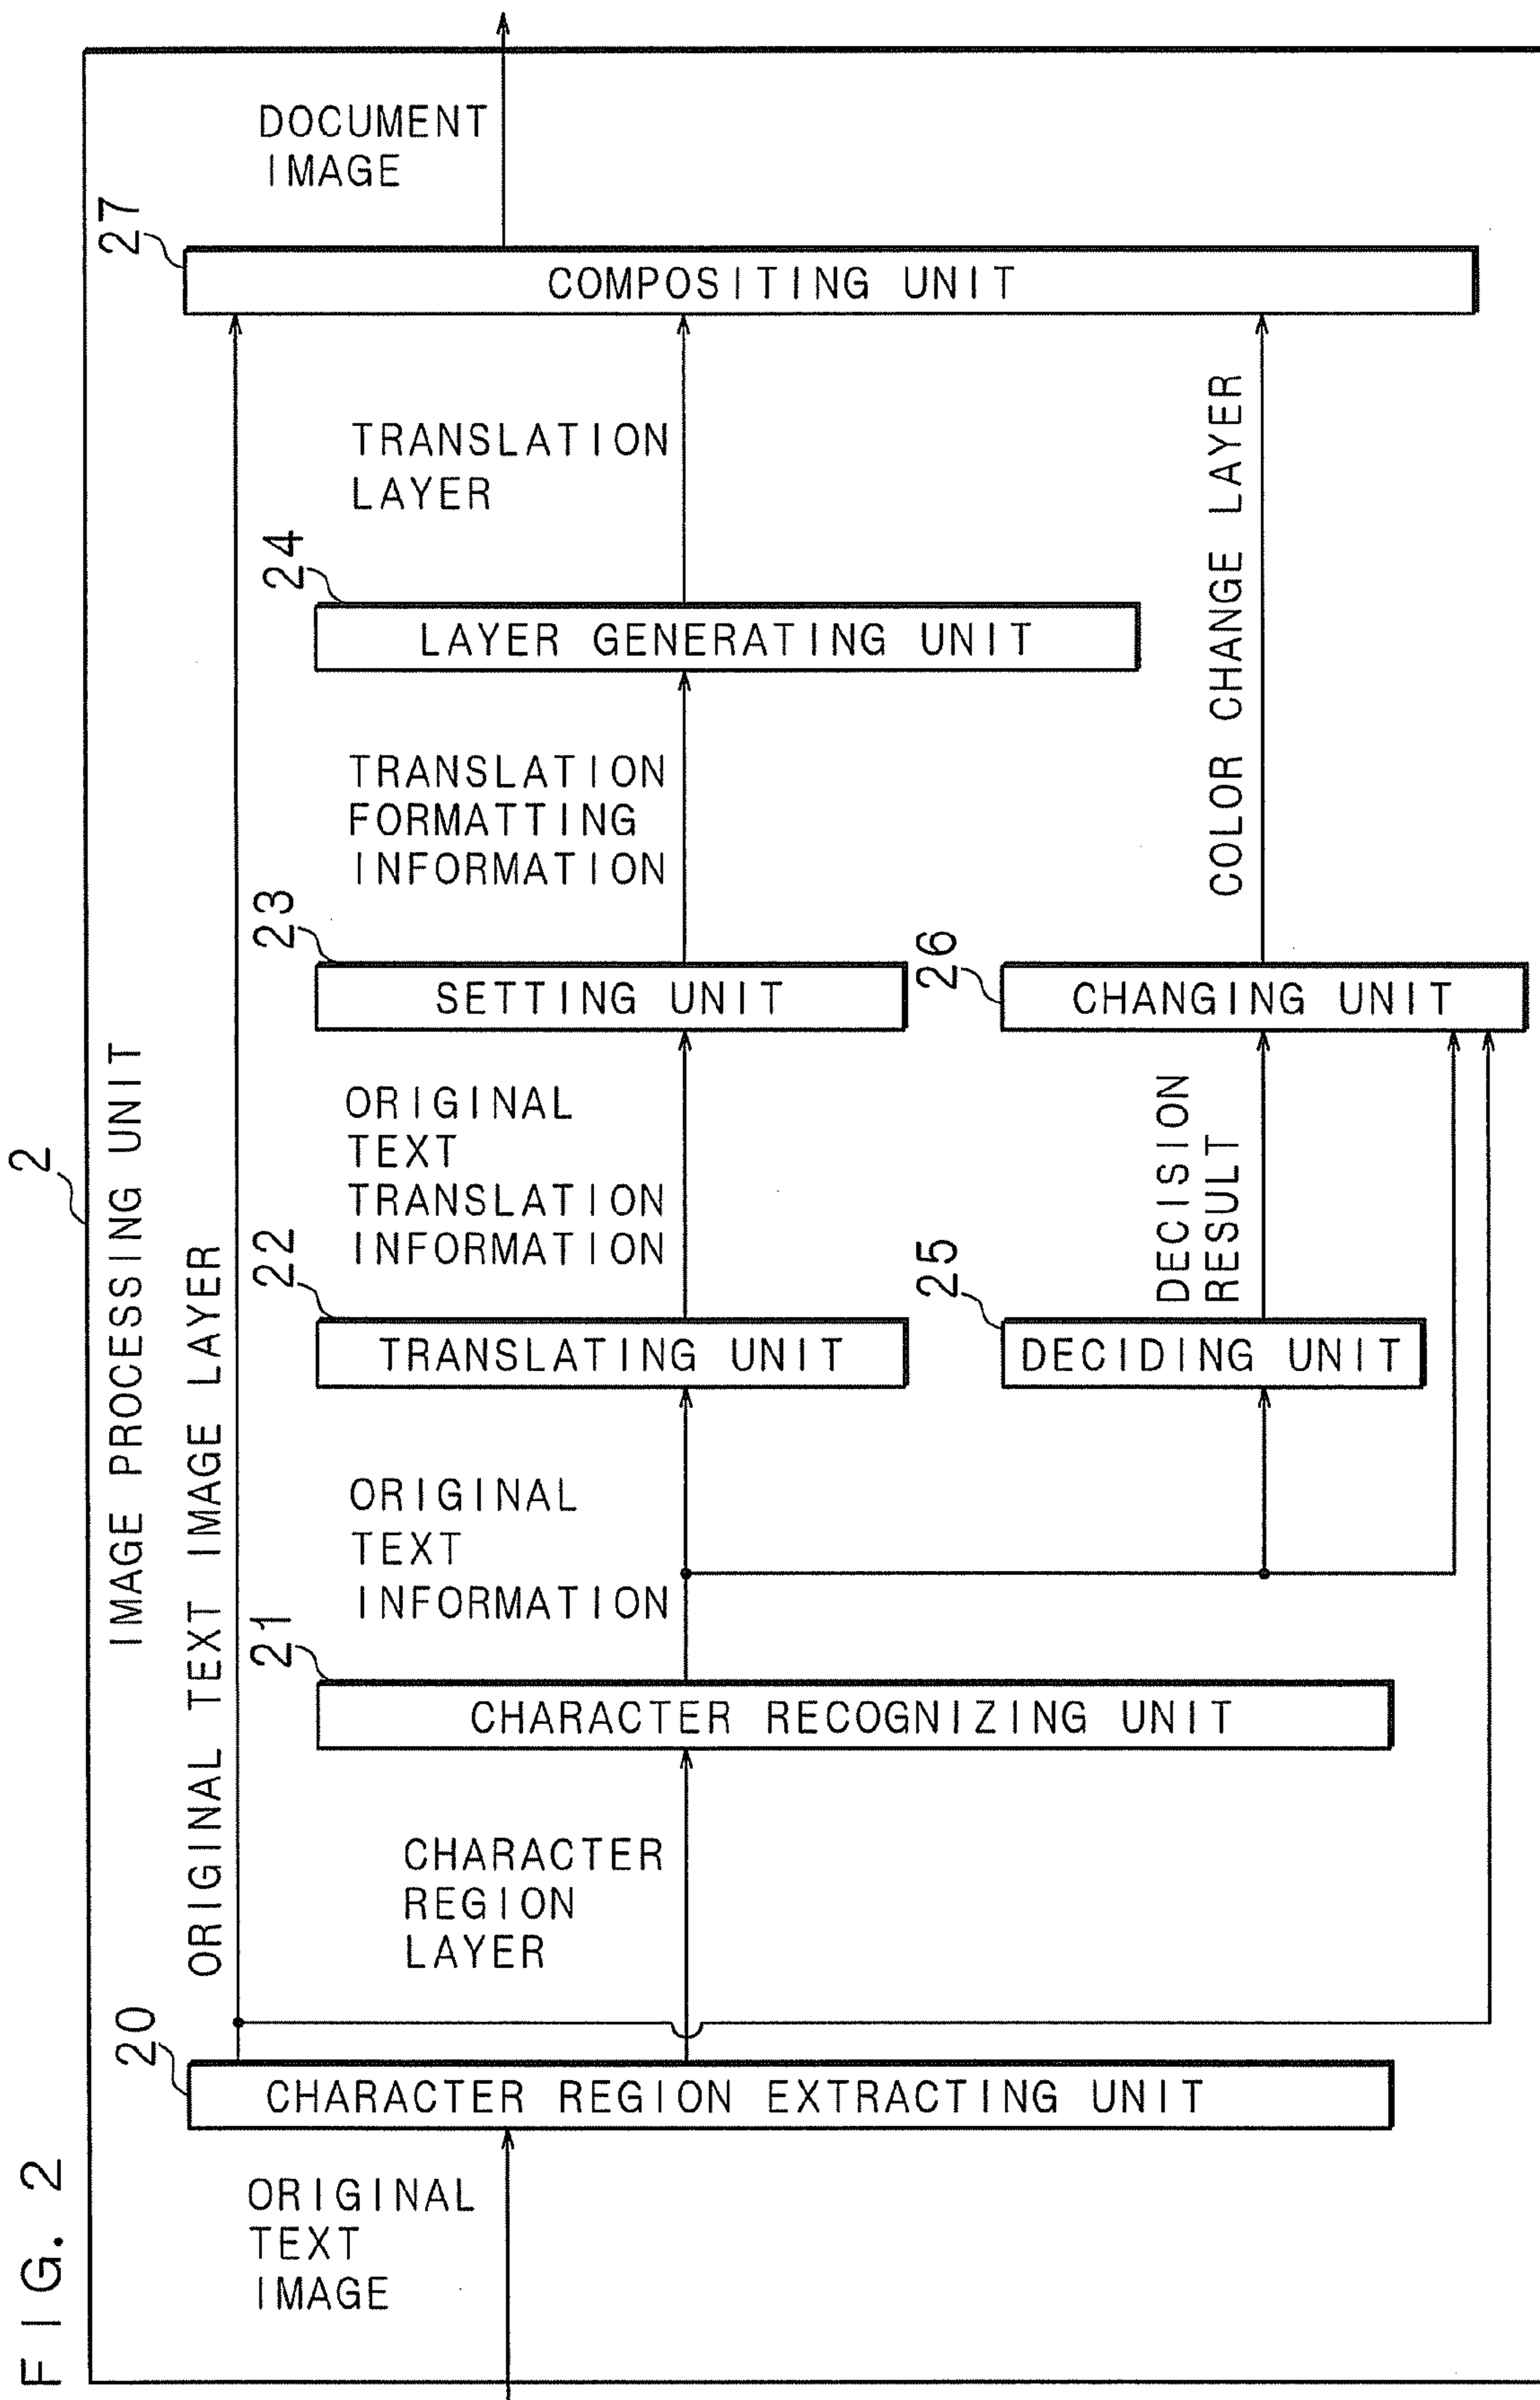 FIG. 2
2
IMAGE PROCESSING UNIT
ORIGINAL TEXT IMAGE LAYER
DOCUMENT
IMAGE
27
COMPOSITING UNIT
TRANSLATION
LAYER
24
LAYER GENERATING UNIT
COLOR CHANGE LAYER
TRANSLATION
FORMATTING
INFORMATION
23
SETTING UNIT
26
CHANGING UNIT
ORIGINAL
TEXT
TRANSLATION
INFORMATION
DECISION
RESULT
22
TRANSLATING UNIT
25
DECIDING UNIT
ORIGINAL
TEXT
INFORMATION
21
CHARACTER RECOGNIZING UNIT
CHARACTER
REGION
LAYER
20
CHARACTER REGION EXTRACTING UNIT
ORIGINAL
TEXT
IMAGE